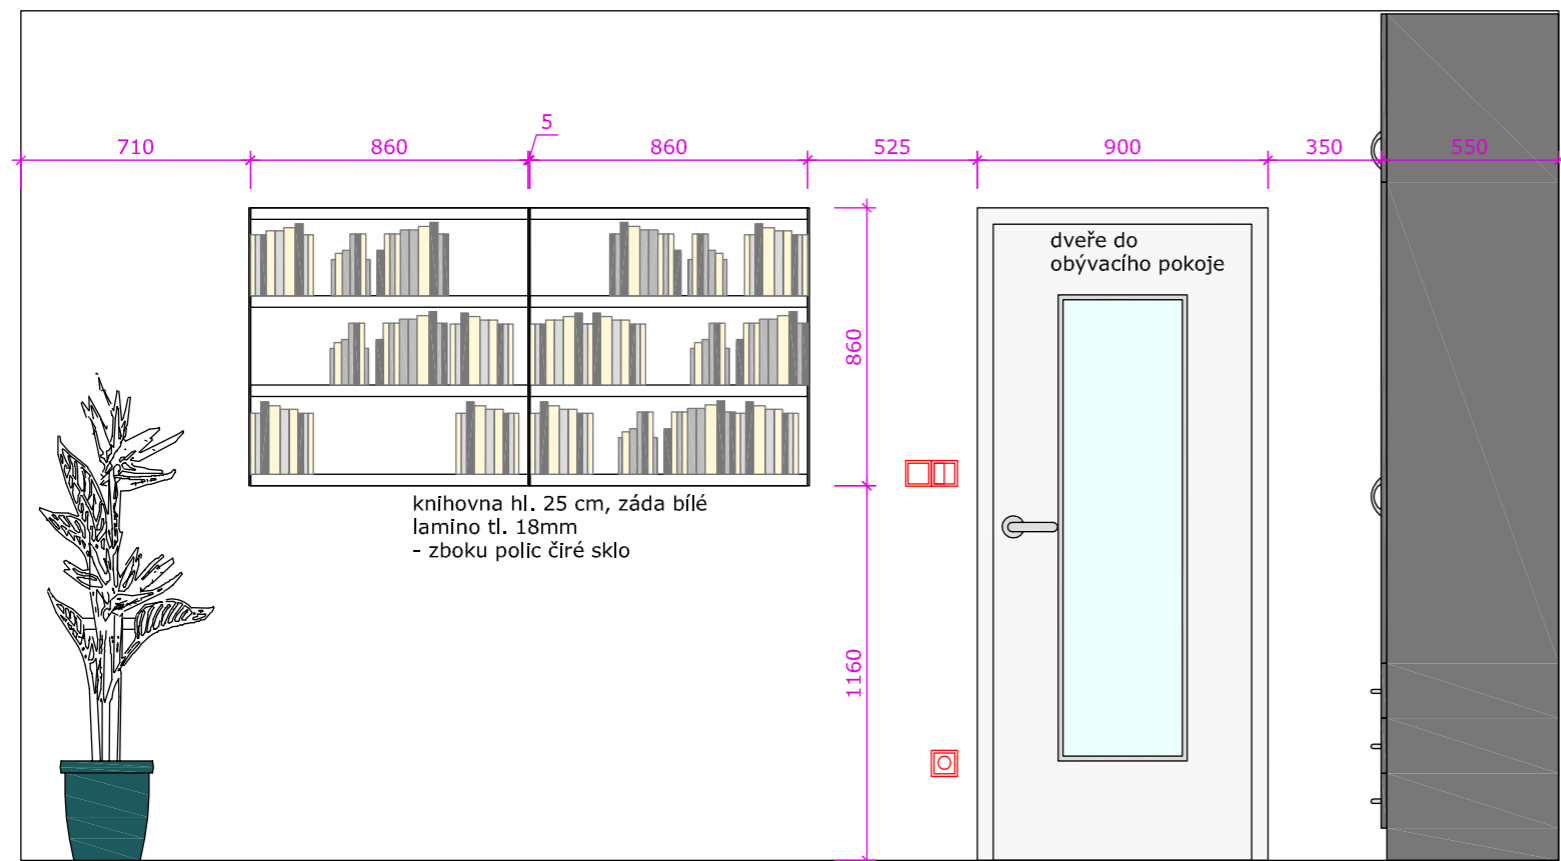 5
710
860
860
525
900
350
550
dveře do
obývacího pokoje
860
knihovna hl. 25 cm, záda bílé
lamino tl. 18mm
- zboku polic čiré sklo
1160